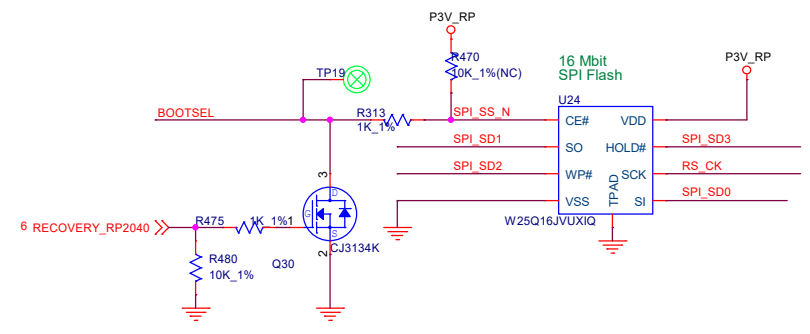 P3V_RP
R470
10K_1%(NC)
16 Mbit
SPI Flash
P3V_RP
TP19
U24
BOOTSEL
R313
1K_1%
SPI_SS_N
CE#
VDD
SPI_SD1
SO
HOLD#
SPI_SD3
SPI_SD2
WP#
SCK
RS_CK
VSS
TPAD
SI
SPI_SD0
W25Q16JVUXIQ
3
D
G
S
2
CJ3134K
Q30
6
RECOVERY_RP2040
R475
1K_1%
1
R480
10K_1%